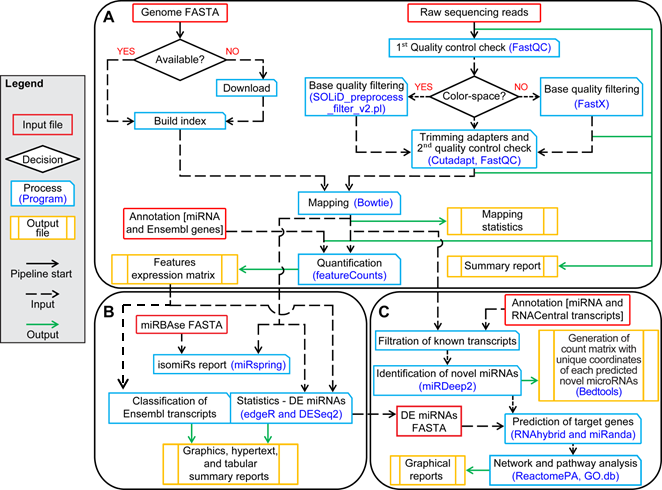 A
Genome FASTA
Raw sequencing reads
YES
Available?
NO
1st Quality control check (FastQC)
Download
Base quality filtering
(SOLiD_preprocess
_filter_v2.pl)
YES
Color-space?
NO
Base quality filtering
(FastX)
Build index
Trimming adapters and
2nd quality control check
(Cutadapt, FastQC)
Legend
Input file
Decision
Process
(Program)
Output
file
Pipeline start
Input
Output
Mapping (Bowtie)
Annotation [miRNA
and Ensembl genes]
Mapping
statistics
Features
expression matrix
Quantification
(featureCounts)
Summary report
B
miRBAse FASTA
isomiRs report (miRspring)
Classification of
Ensembl transcripts
Statistics - DE miRNAs
(edgeR and DESeq2)
Graphics, hypertext,
and tabular
summary reports
C
Annotation [miRNA and
RNACentral transcripts]
Filtration of known transcripts
Identification of novel miRNAs
(miRDeep2)
Generation of
count matrix with
unique coordinates
of each predicted
novel microRNAs
(Bedtools)
DE miRNAs
FASTA
Prediction of target genes
(RNAhybrid and miRanda)
Graphical
reports
Network and pathway analysis
(ReactomePA, GO.db)